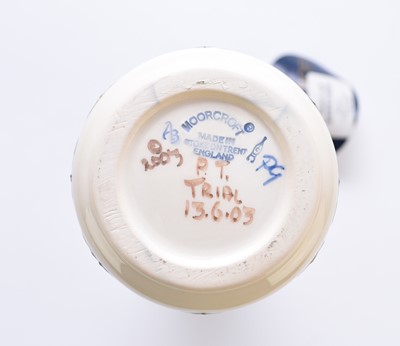 MOORCROFT
MADE IN
STOKE ON TRENT
ENGLAND
2003
P.T.
TRIAL
13.6.03